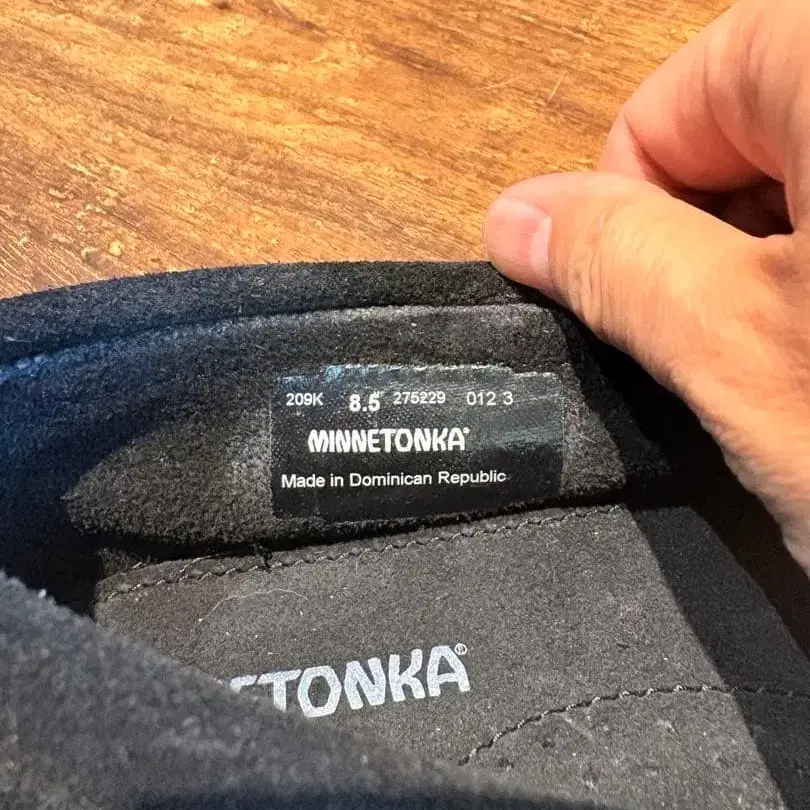 209K 8.5 275229 012 3
MINNETONKA®
Made in Dominican Republic
TONKA®